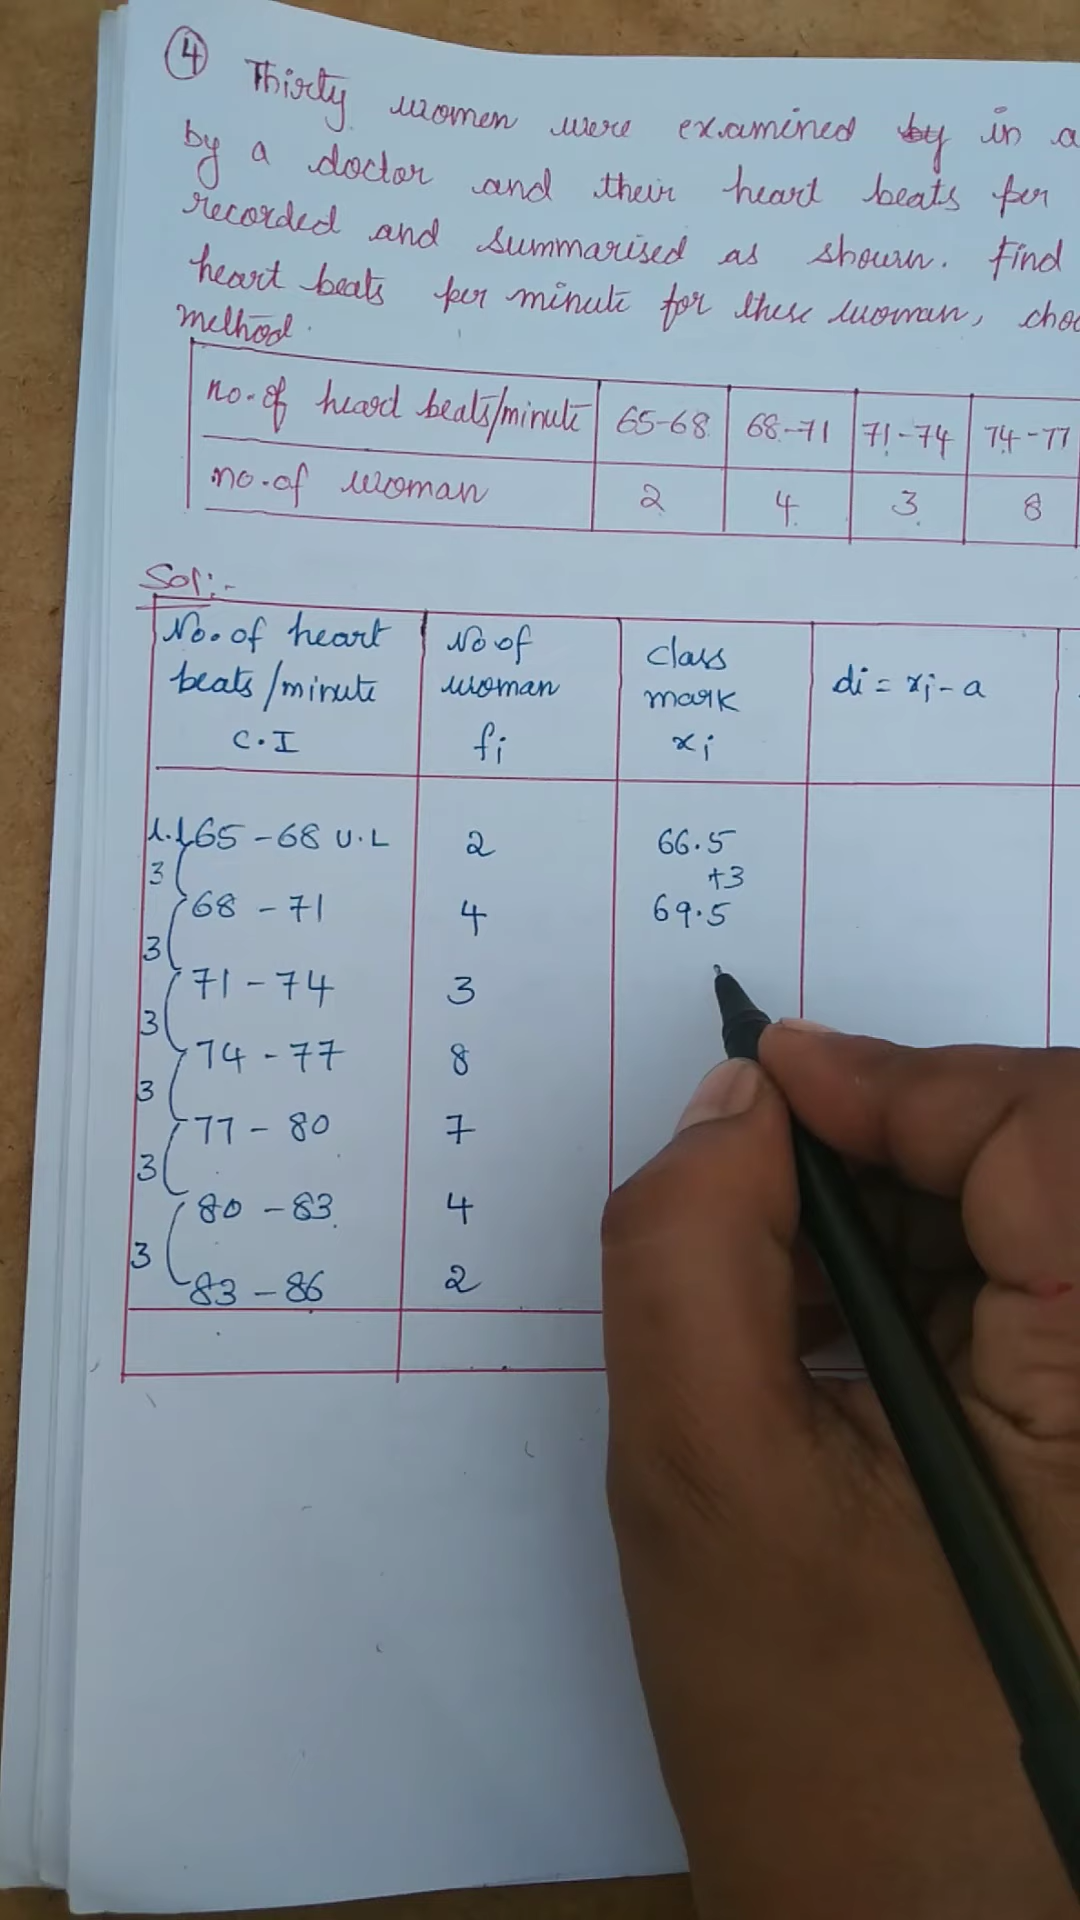 4 Thirty women were examined by in a
by a doctor and their heart beats per
recorded and summarised as shown. Find
heart beats per minute for these woman,
method.
no. of heard beats/minute 65-68 68-71 71-74 74-77
no. of woman 2 4 3 8
Sol:-
No. of heart beats/minute C.I
No of woman fi
class mark xi
di = xi - a
L.L 65 - 68 U.L 2 66.5
3 +3
68 - 71 4 69.5
3
71 - 74 3
3
74 - 77 8
3
77 - 80 7
3
80 - 83 4
3
83 - 86 2